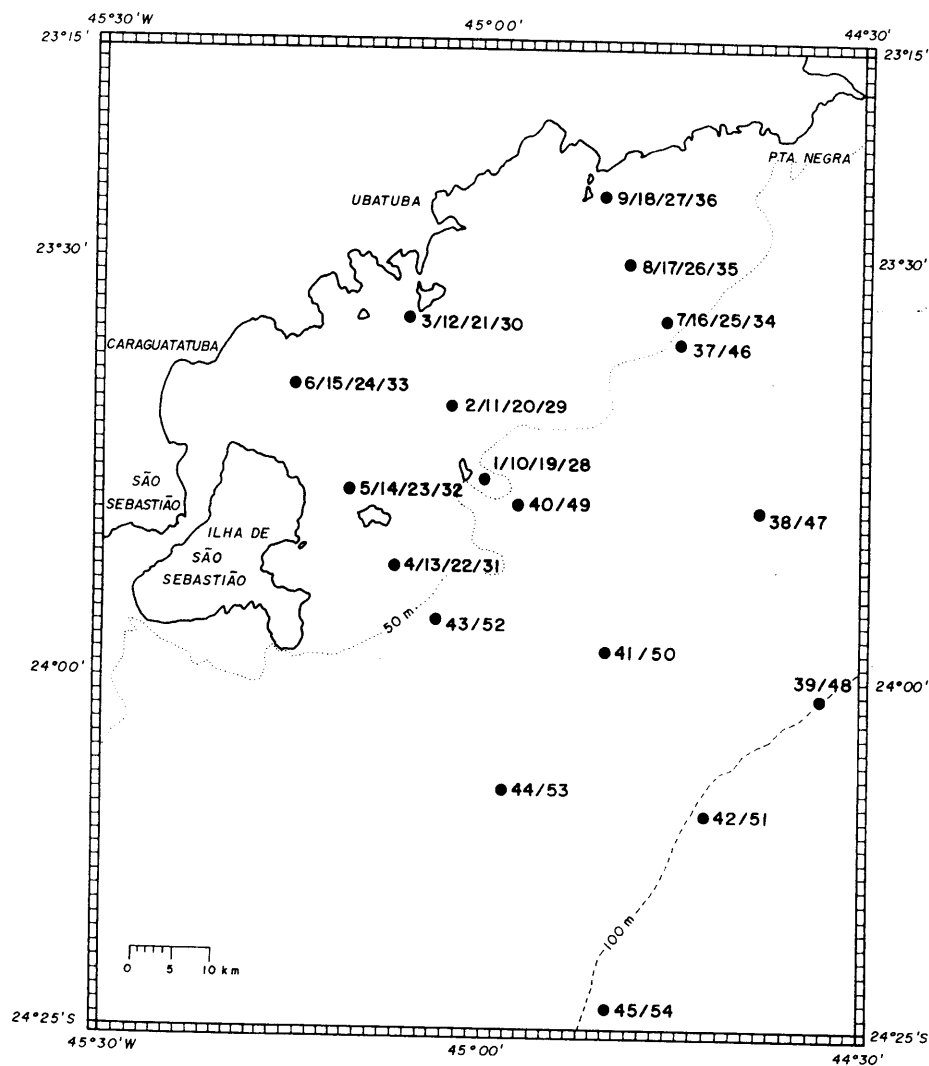 45°30'W
45°00'
44°30'
23°15'
23°15'
P.TA. NEGRA
UBATUBA
9/18/27/36
23°30'
23°30'
8/17/26/35
3/12/21/30
7/16/25/34
37/46
CARAGUATATUBA
6/15/24/33
2/11/20/29
1/10/19/28
SÃO
SEBASTIÃO
5/14/23/32
40/49
38/47
ILHA DE
SÃO
SEBASTIÃO
4/13/22/31
50 m
43/52
41/50
24°00'
24°00'
39/48
44/53
42/51
100 m
0 5 10 km
45/54
24°25'S
24°25'S
45°30'W
45°00'
44°30'